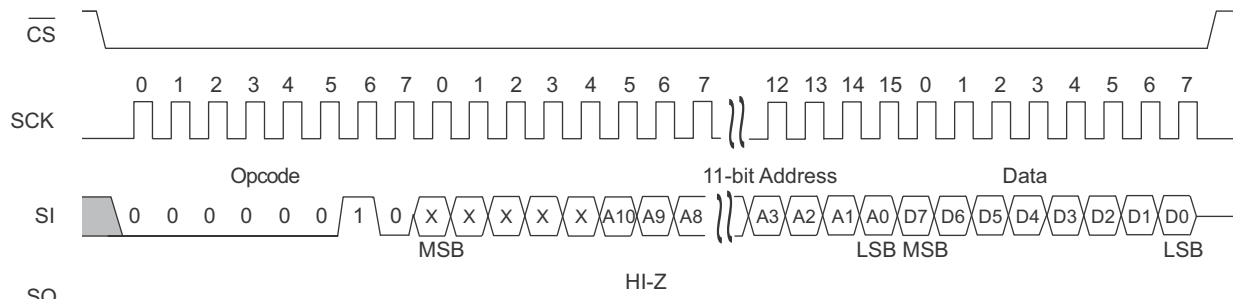 CS
0 1 2 3 4 5 6 7 0 1 2 3 4 5 6 7 12 13 14 15 0 1 2 3 4 5 6 7
SCK
Opcode 11-bit Address Data
SI 0 0 0 0 0 0 1 0 X X X X X A10 A9 A8 A3 A2 A1 A0 D7 D6 D5 D4 D3 D2 D1 D0
MSB LSB MSB LSB
HI-Z
SO